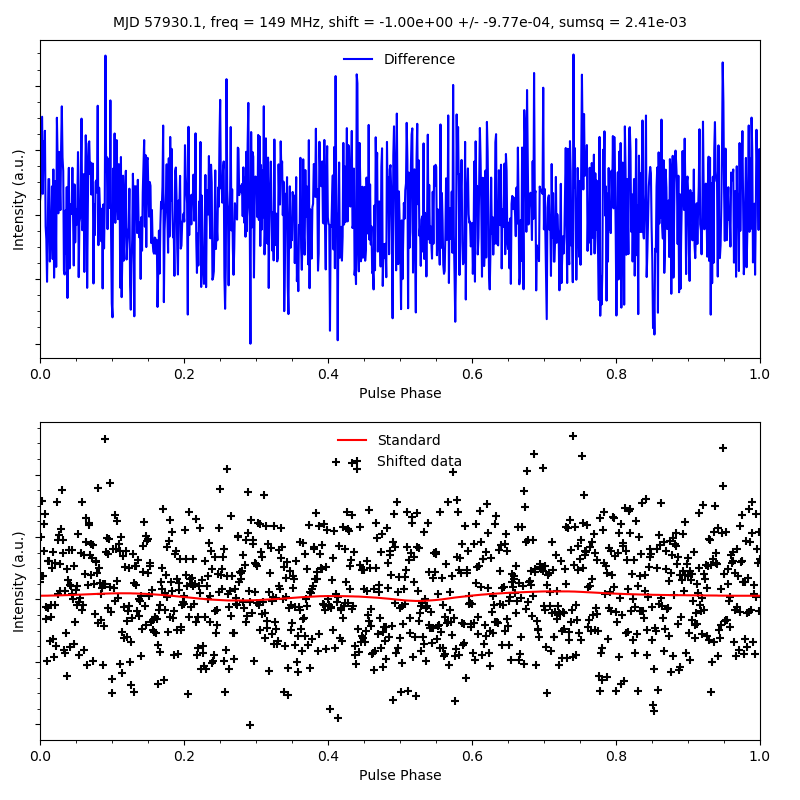 MJD 57930.1, freq = 149 MHz, shift = -1.00e+00 +/- -9.77e-04, sumsq = 2.41e-03
Difference
Intensity (a.u.)
0.0 0.2 0.4 0.6 0.8 1.0
Pulse Phase
Standard
Shifted data
Intensity (a.u.)
0.0 0.2 0.4 0.6 0.8 1.0
Pulse Phase